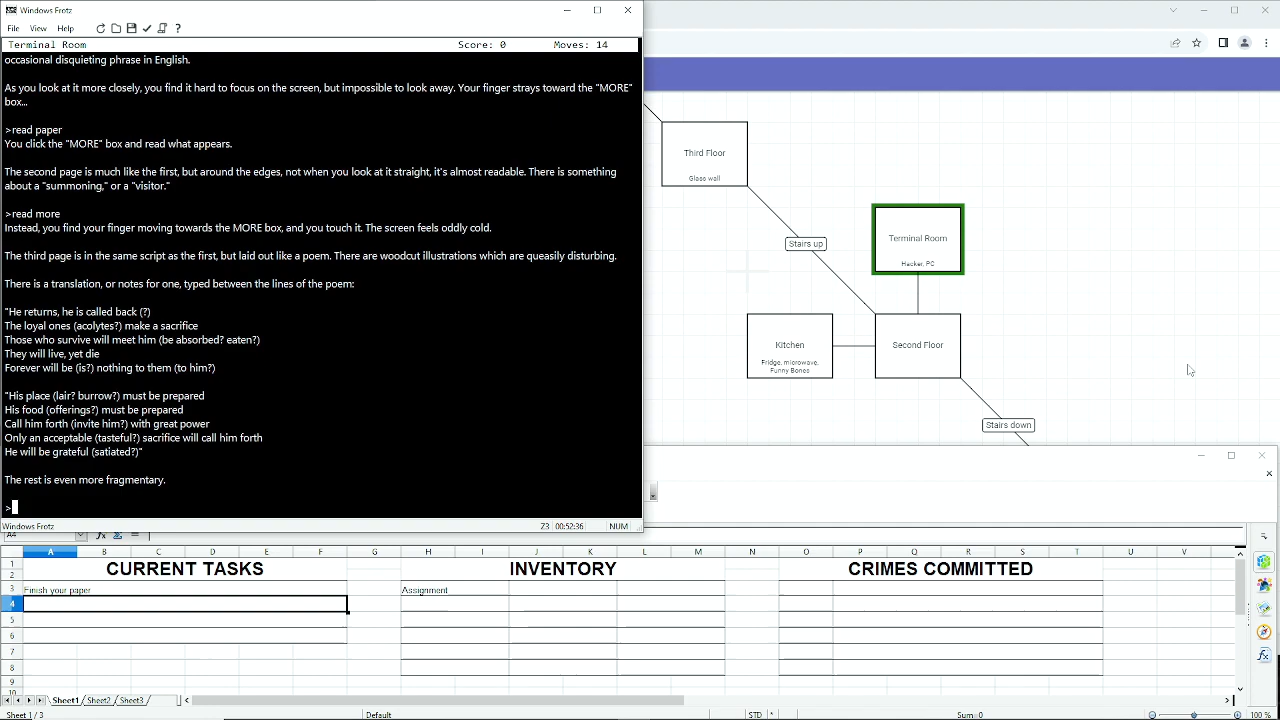 Windows Frotz
File View Help
Terminal Room Score: 0 Moves: 14
occasional disquieting phrase in English.
As you look at it more closely, you find it hard to focus on the screen, but impossible to look away. Your finger strays toward the "MORE"
box...
>read paper
You click the "MORE" box and read what appears.
The second page is much like the first, but around the edges, not when you look at it straight, it's almost readable. There is something
about a "summoning," or a "visitor."
>read more
Instead, you find your finger moving towards the MORE box, and you touch it. The screen feels oddly cold.
The third page is in the same script as the first, but laid out like a poem. There are woodcut illustrations which are queasily disturbing.
There is a translation, or notes for one, typed between the lines of the poem:
"He returns, he is called back (?)
The loyal ones (acolytes?) make a sacrifice
Those who survive will meet him (be absorbed? eaten?)
They will live, yet die
Forever will be (is?) nothing to them (to him?)
"His place (lair? burrow?) must be prepared
His food (offerings?) must be prepared
Call him forth (invite him?) with great power
Only an acceptable (tasteful?) sacrifice will call him forth
He will be grateful (satiated?)"
The rest is even more fragmentary.
>
Windows Frotz Z3 00:52:36 NUM
Third Floor
Glass wall
Stairs up
Terminal Room
Hacker, PC
Kitchen
Fridge, microwave,
Funny Bones
Second Floor
Stairs down
A4
A B C D E F G H I J K L M N O P Q R S T U V
1 CURRENT TASKS INVENTORY CRIMES COMMITTED
2
3 Finish your paper Assignment
4
5
6
7
8
9
10
Sheet1 Sheet2 Sheet3
Sheet 1 / 3 Default STD * Sum=0 100 %